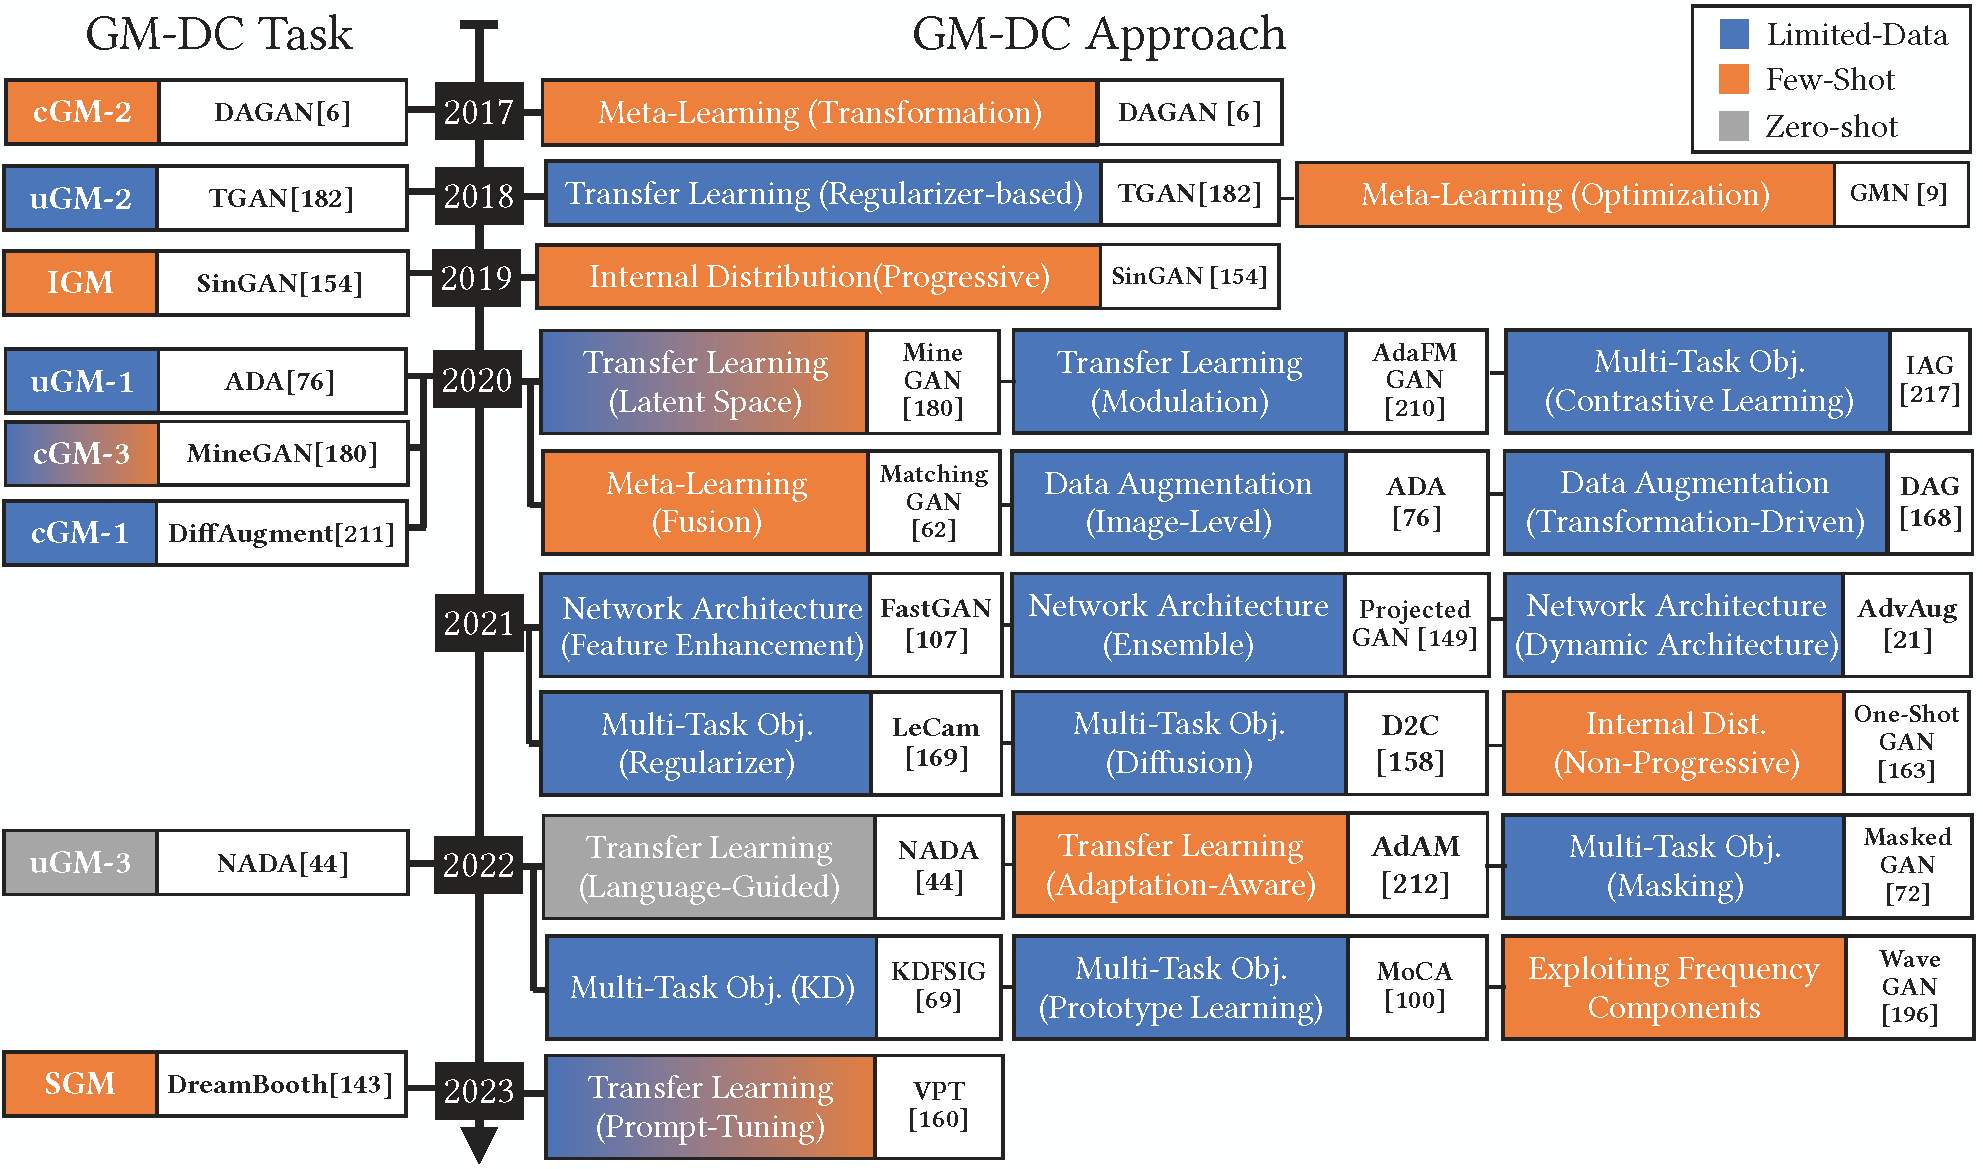 GM-DC Task
GM-DC Approach
Limited-Data
Few-Shot
Zero-shot
cGM-2
DAGAN[6]
2017
Meta-Learning (Transformation)
DAGAN [6]
uGM-2
TGAN[182]
2018
Transfer Learning (Regularizer-based)
TGAN[182]
Meta-Learning (Optimization)
GMN [9]
IGM
SinGAN[154]
2019
Internal Distribution(Progressive)
SinGAN [154]
uGM-1
ADA[76]
cGM-3
MineGAN[180]
cGM-1
DiffAugment[211]
2020
Transfer Learning
(Latent Space)
Mine
GAN
[180]
Transfer Learning
(Modulation)
AdaFM
GAN
[210]
Multi-Task Obj.
(Contrastive Learning)
IAG
[217]
Meta-Learning
(Fusion)
Matching
GAN
[62]
Data Augmentation
(Image-Level)
ADA
[76]
Data Augmentation
(Transformation-Driven)
DAG
[168]
2021
Network Architecture
(Feature Enhancement)
FastGAN
[107]
Network Architecture
(Ensemble)
Projected
GAN [149]
Network Architecture
(Dynamic Architecture)
AdvAug
[21]
Multi-Task Obj.
(Regularizer)
LeCam
[169]
Multi-Task Obj.
(Diffusion)
D2C
[158]
Internal Dist.
(Non-Progressive)
One-Shot
GAN
[163]
uGM-3
NADA[44]
2022
Transfer Learning
(Language-Guided)
NADA
[44]
Transfer Learning
(Adaptation-Aware)
AdAM
[212]
Multi-Task Obj.
(Masking)
Masked
GAN
[72]
Multi-Task Obj. (KD)
KDFSIG
[69]
Multi-Task Obj.
(Prototype Learning)
MoCA
[100]
Exploiting Frequency
Components
Wave
GAN
[196]
SGM
DreamBooth[143]
2023
Transfer Learning
(Prompt-Tuning)
VPT
[160]